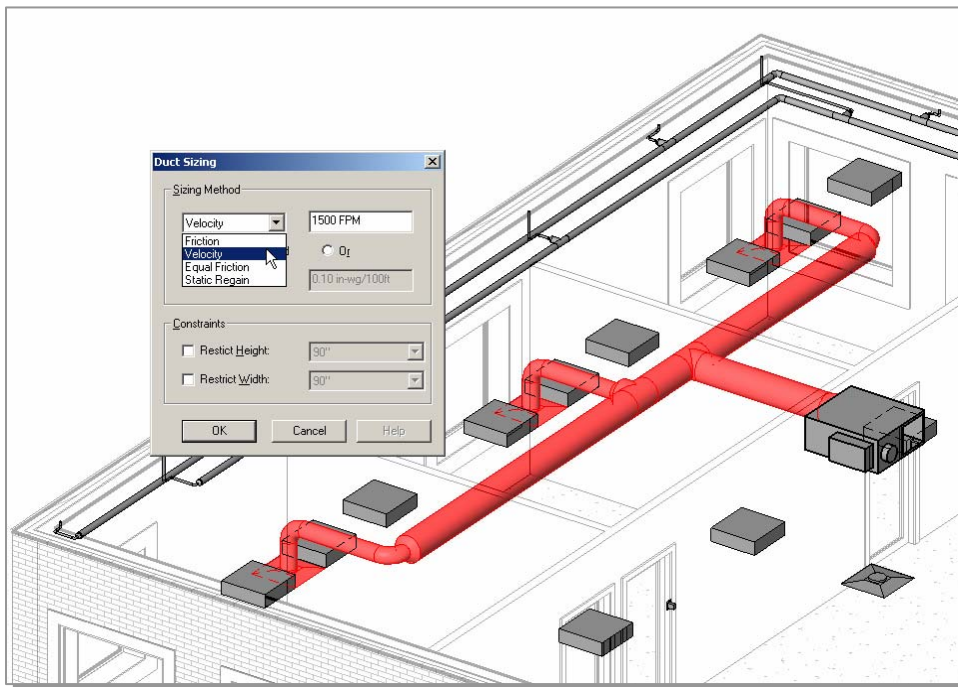 Duct Sizing
Sizing Method
Velocity
1500 FPM
Friction
Velocity
Equal Friction
Static Regain
Or
0.10 in-wg/100ft
Constraints
Restict Height:
90"
Restrict Width:
90"
OK
Cancel
Help